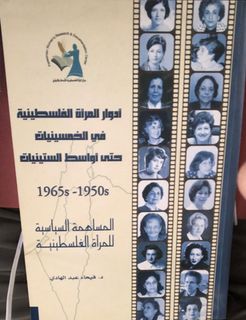 أدوار المرأة الفلسطينية
في الخمسينيات
حتى أواسط الستينيات
1965s -1950s
المساهمة السياسية
للمرأة الفلسطينية
د. فيحاء عبد الهادي